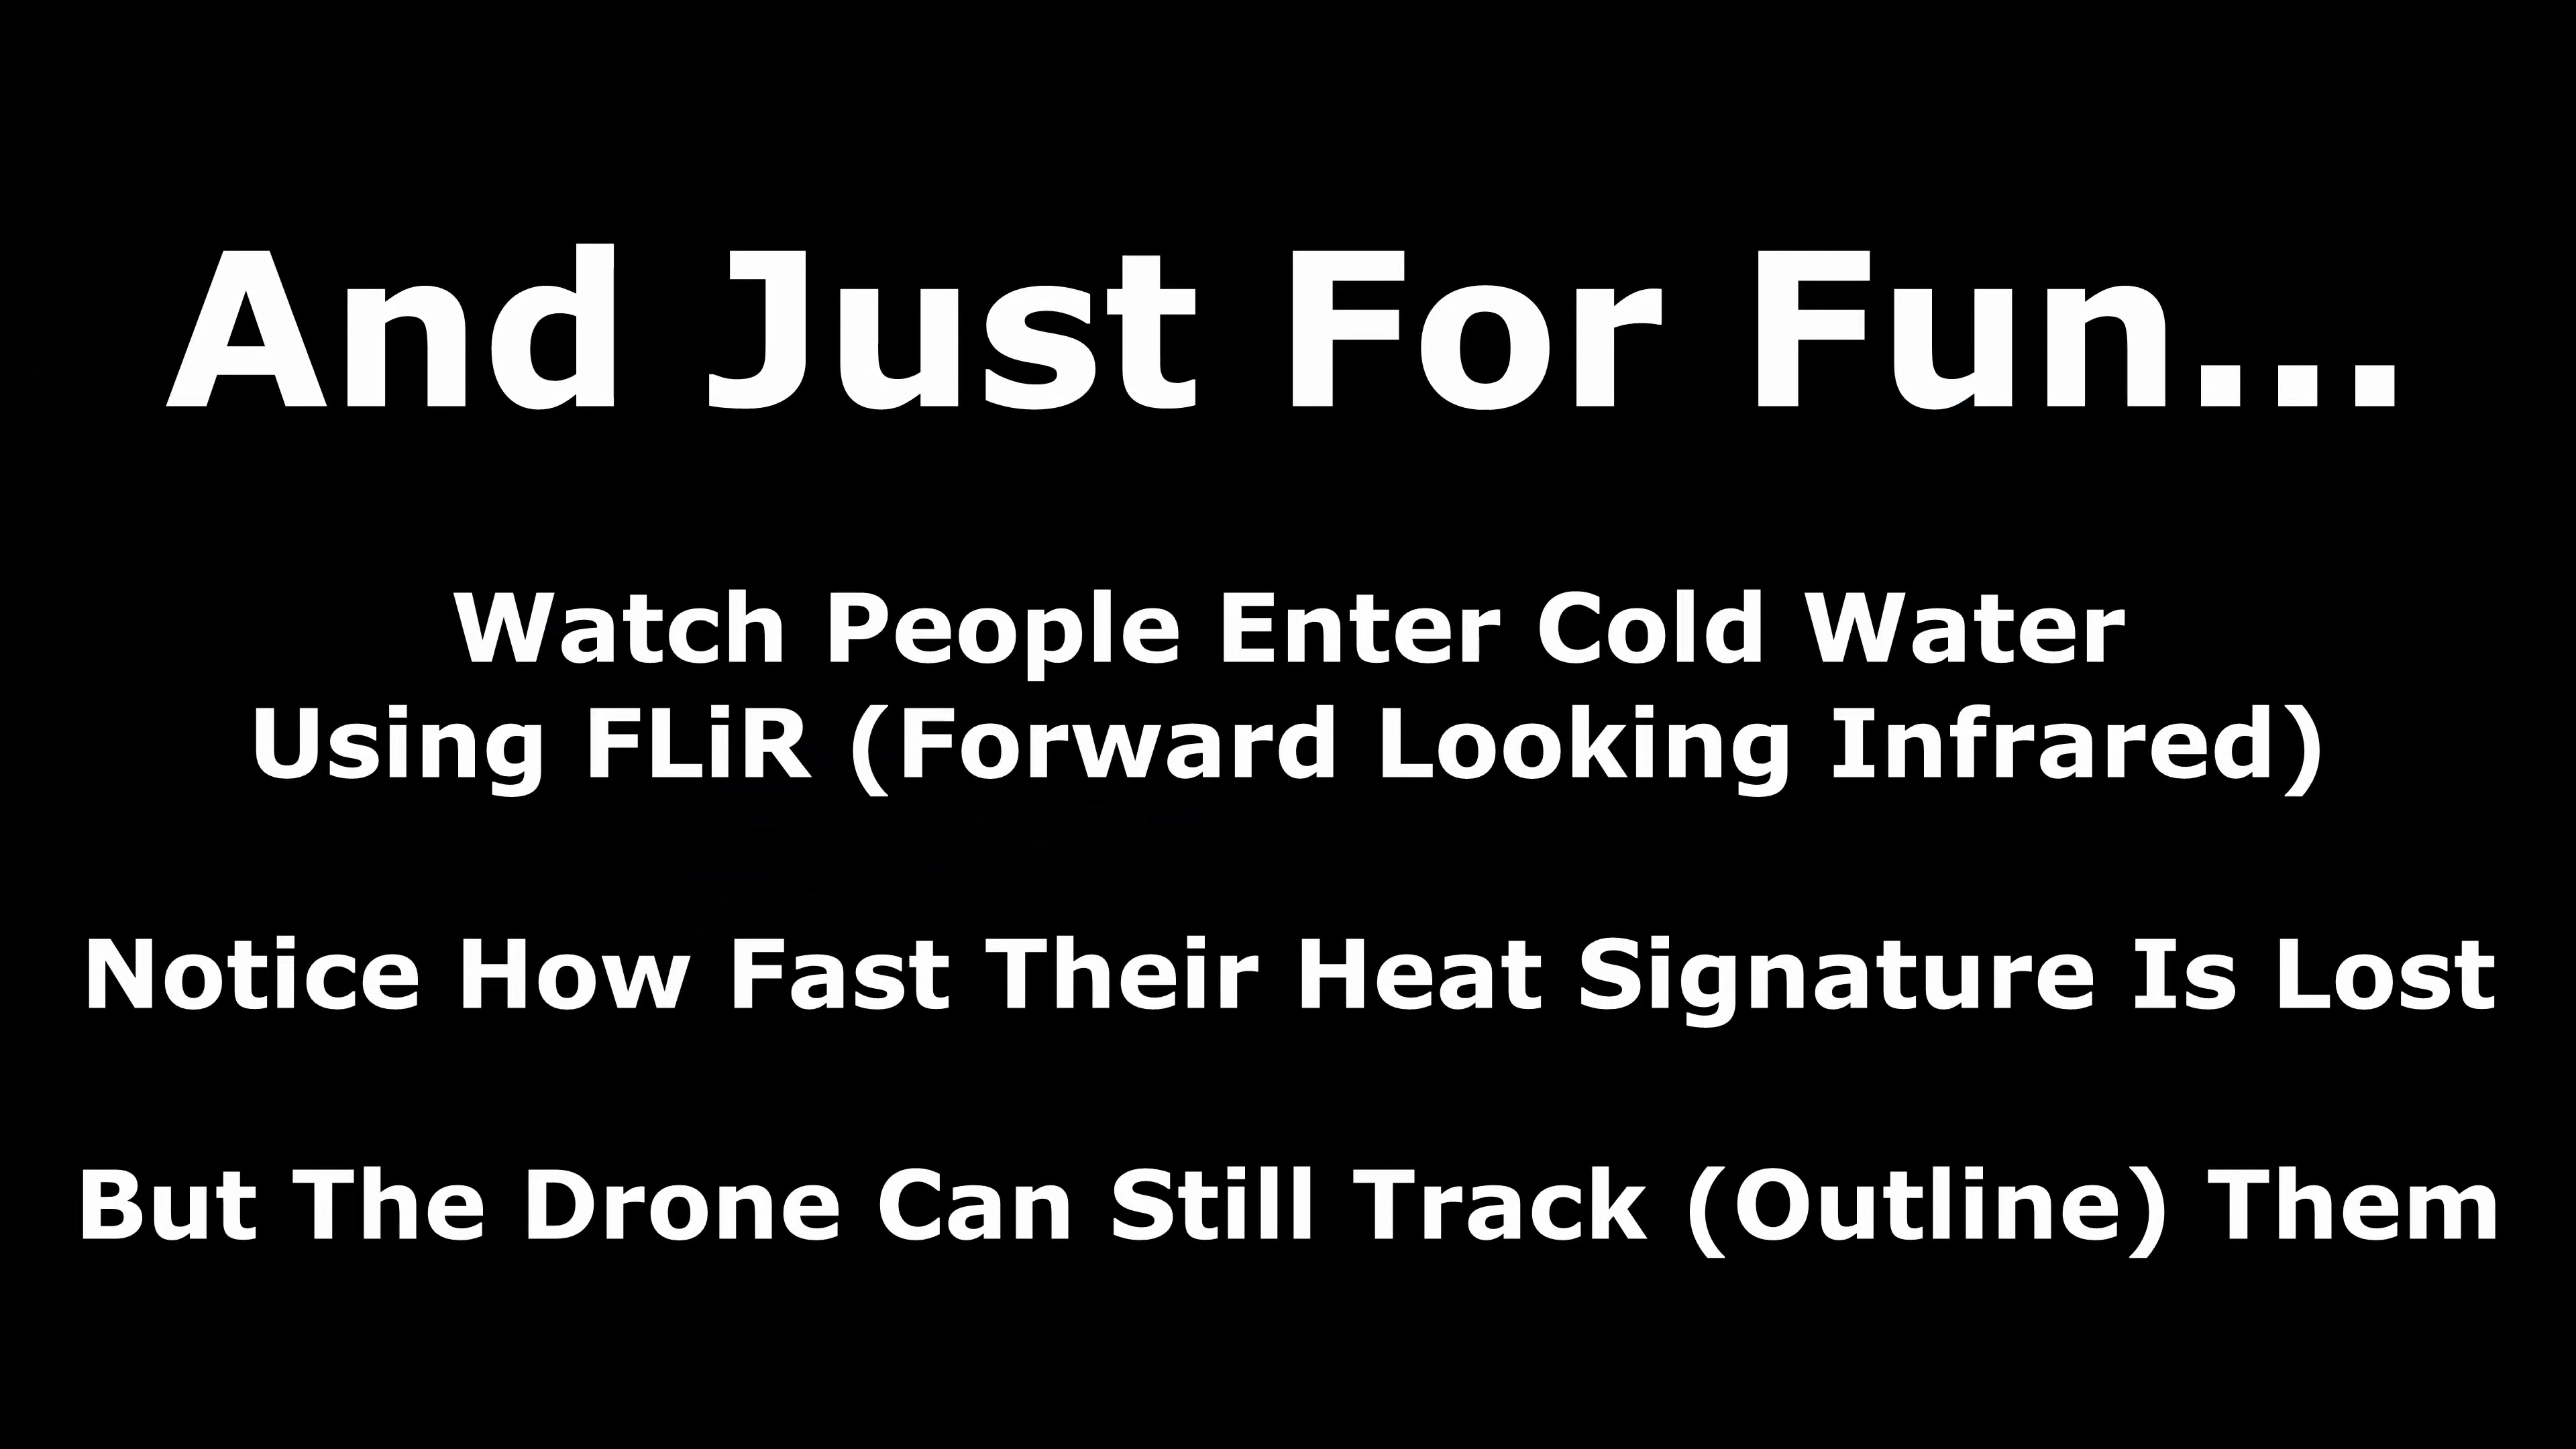 And Just For Fun...
Watch People Enter Cold Water
Using FLiR (Forward Looking Infrared)
Notice How Fast Their Heat Signature Is Lost
But The Drone Can Still Track (Outline) Them